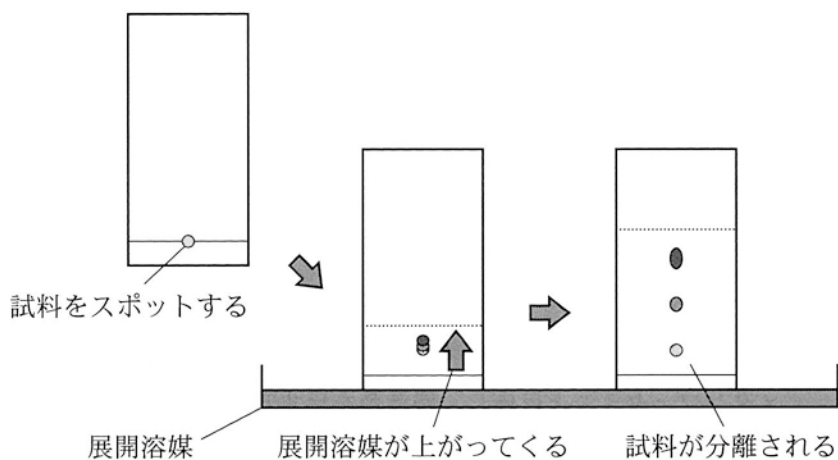 試料をスポットする
展開溶媒
展開溶媒が上がってくる
試料が分離される